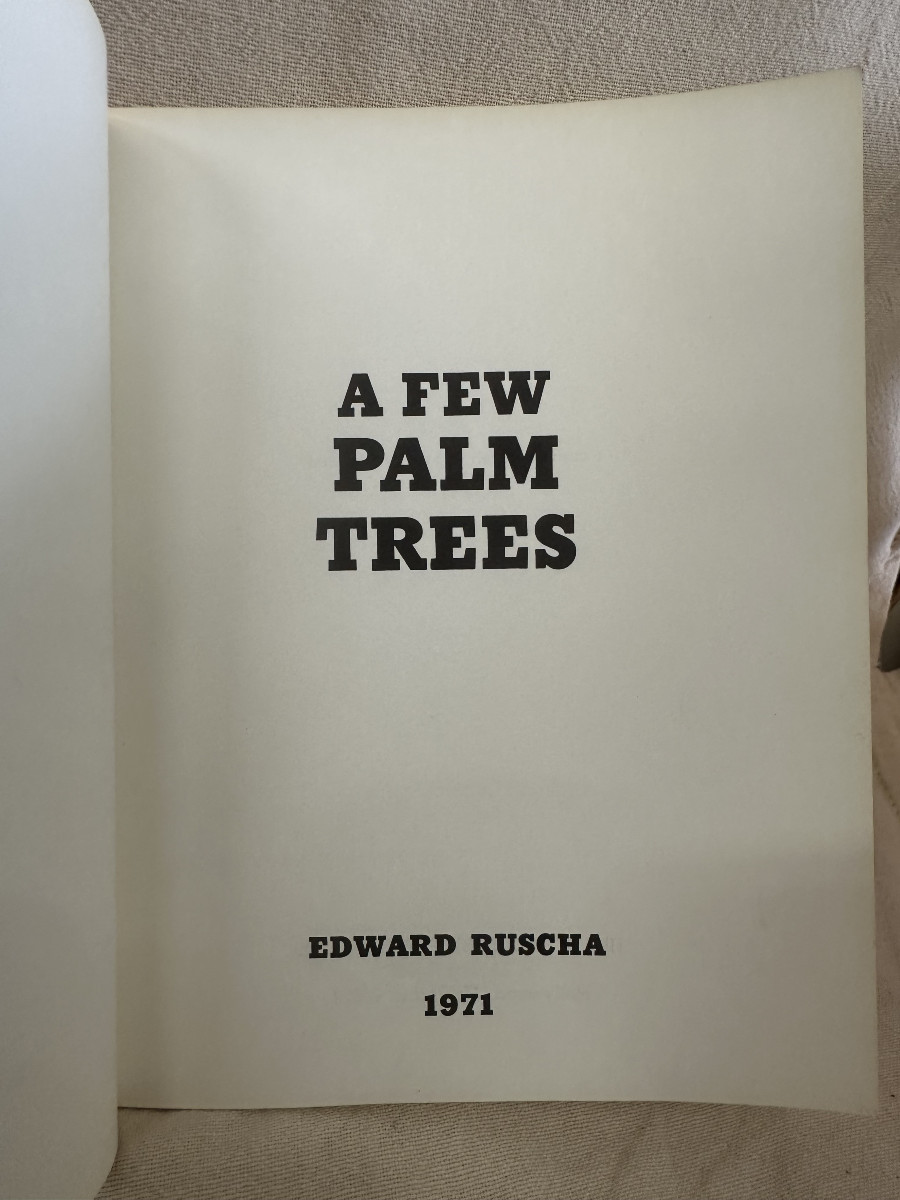 A FEW
PALM
TREES
EDWARD RUSCHA
1971